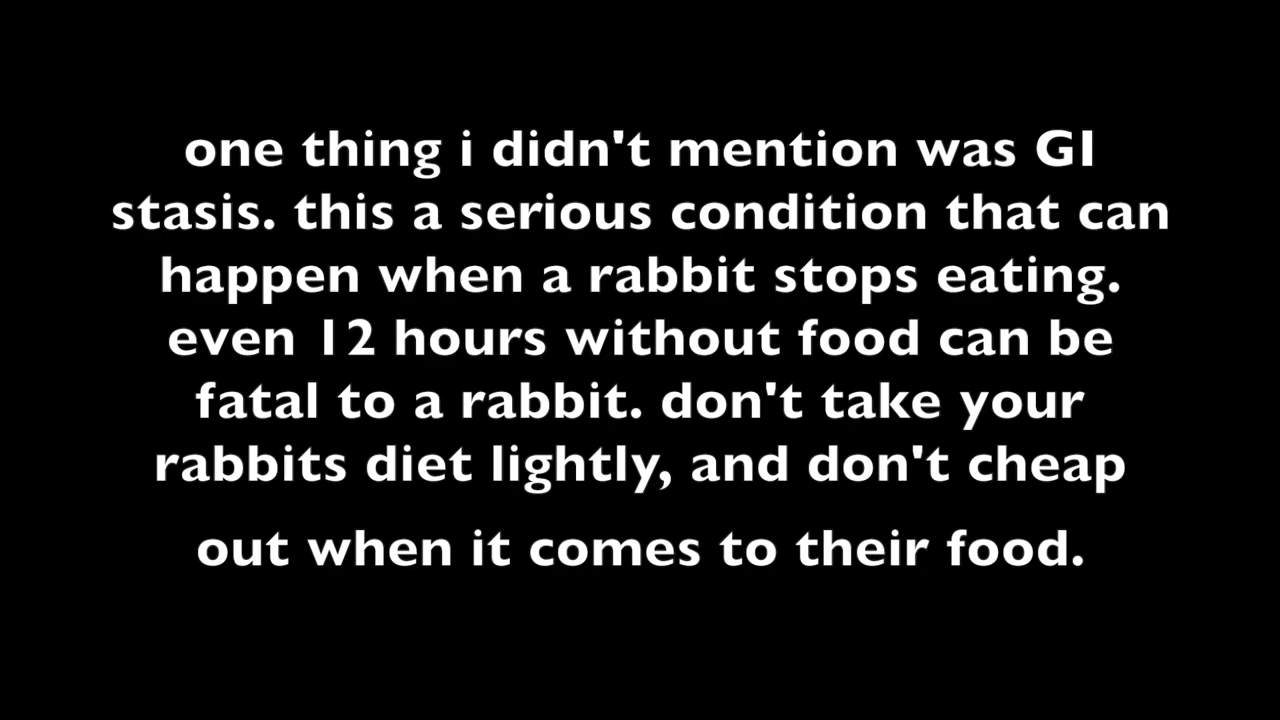 one thing i didn't mention was GI
stasis. this a serious condition that can
happen when a rabbit stops eating.
even 12 hours without food can be
fatal to a rabbit. don't take your
rabbits diet lightly, and don't cheap
out when it comes to their food.